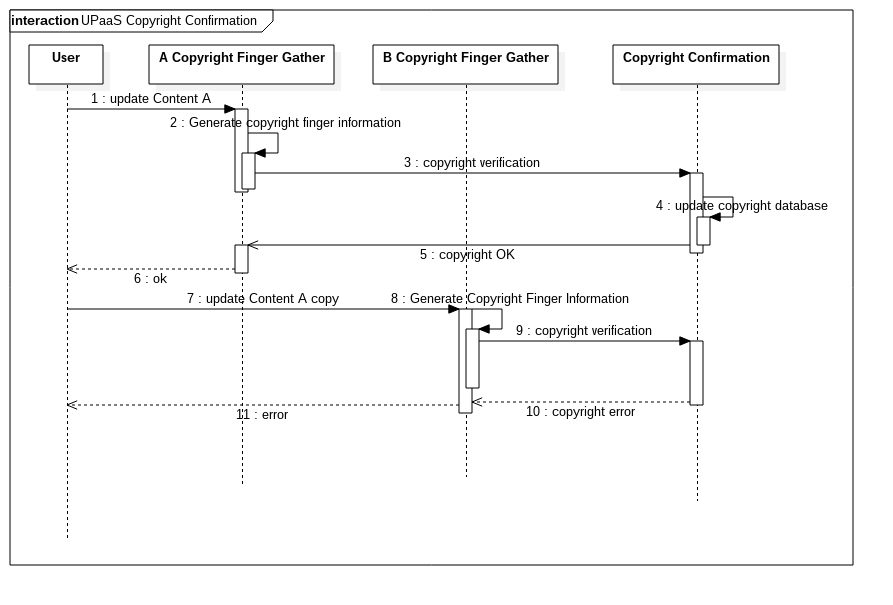 interaction UPaaS Copyright Confirmation
User
A Copyright Finger Gather
B Copyright Finger Gather
Copyright Confirmation
1 : update Content A
2 : Generate copyright finger information
3 : copyright verification
4 : update copyright database
5 : copyright OK
6 : ok
7 : update Content A copy
8 : Generate Copyright Finger Information
9 : copyright verification
10 : copyright error
11 : error